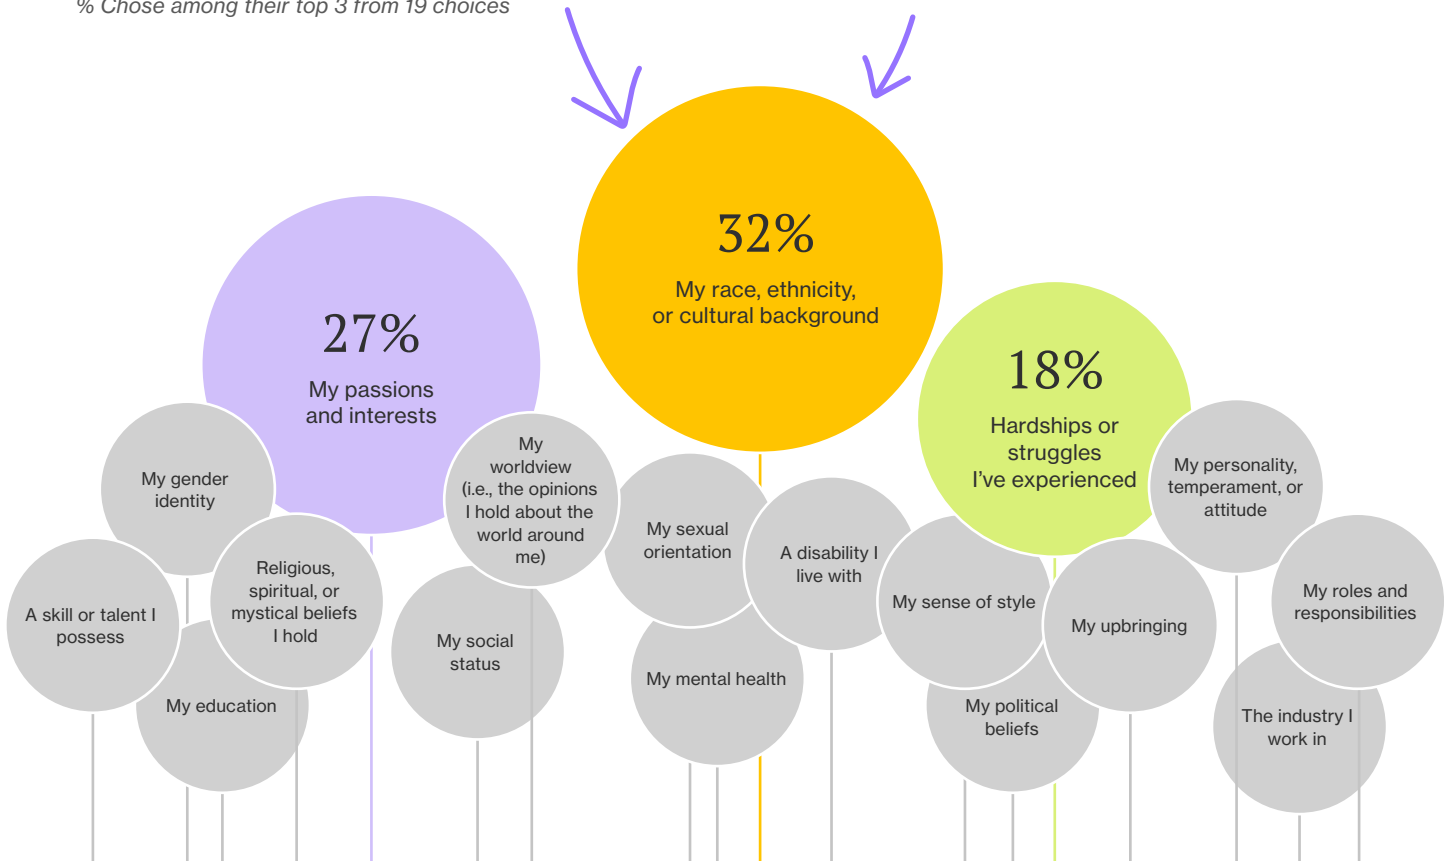 % Chose among their top 3 from 19 choices
32%
My race, ethnicity,
or cultural background
27%
My passions
and interests
18%
Hardships or
struggles
I've experienced
My gender
identity
My
worldview
(i.e., the opinions
I hold about the
world around
me)
My personality,
temperament, or
attitude
My sexual
orientation
A disability I
live with
Religious,
spiritual, or
mystical beliefs
I hold
A skill or talent I
possess
My social
status
My sense of style
My upbringing
My roles and
responsibilities
My education
My mental health
My political
beliefs
The industry I
work in